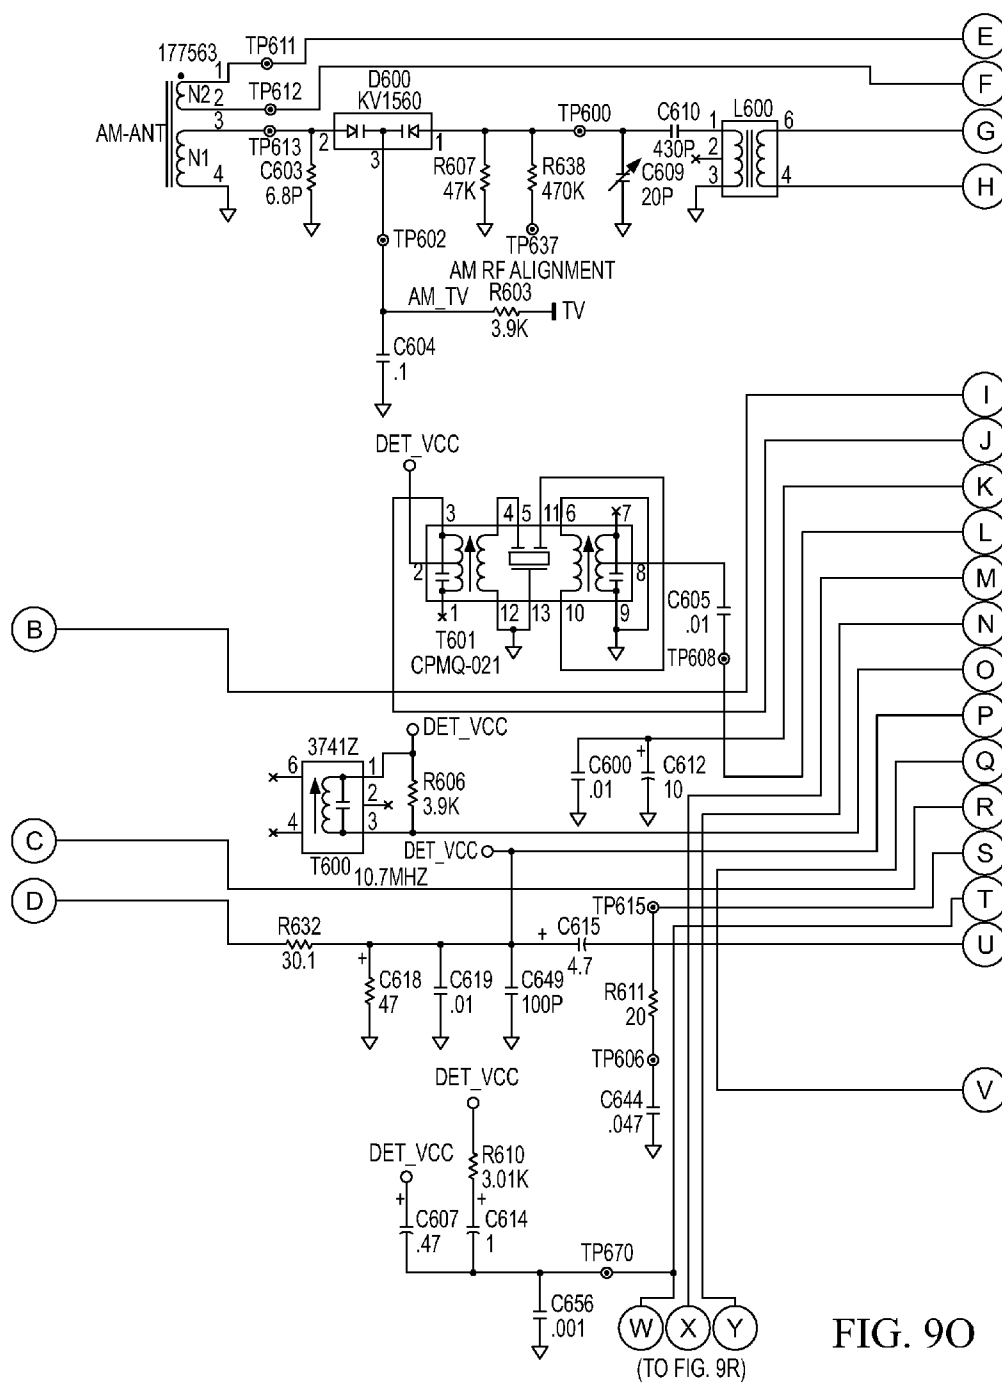 E
TP611
177563
1
D600
KV1560
F
N2
2
TP612
TP600
C610
L600
AM-ANT
3
TP613
2
1
1
6
G
N1
3
C603
6.8P
R607
47K
R638
470K
430P
C609
20P
2
3
4
4
H
TP602
TP637
AM RF ALIGNMENT
AM_TV
R603
3.9K
TV
C604
.1
I
DET_VCC
J
K
3
4
5
11
6
7
L
2
8
M
1
12
13
10
9
C605
.01
N
B
T601
CPMQ-021
TP608
O
DET_VCC
P
3741Z
6
1
+
C600
.01
C612
10
Q
2
R606
3.9K
4
3
R
C
T600
10.7MHZ
DET_VCC
S
D
TP615
T
R632
30.1
+
+
C615
4.7
U
C618
47
C619
.01
C649
100P
R611
20
TP606
DET_VCC
V
C644
.047
DET_VCC
R610
3.01K
+
+
C607
.47
C614
1
TP670
C656
.001
W
X
Y
(TO FIG. 9R)
FIG. 9O